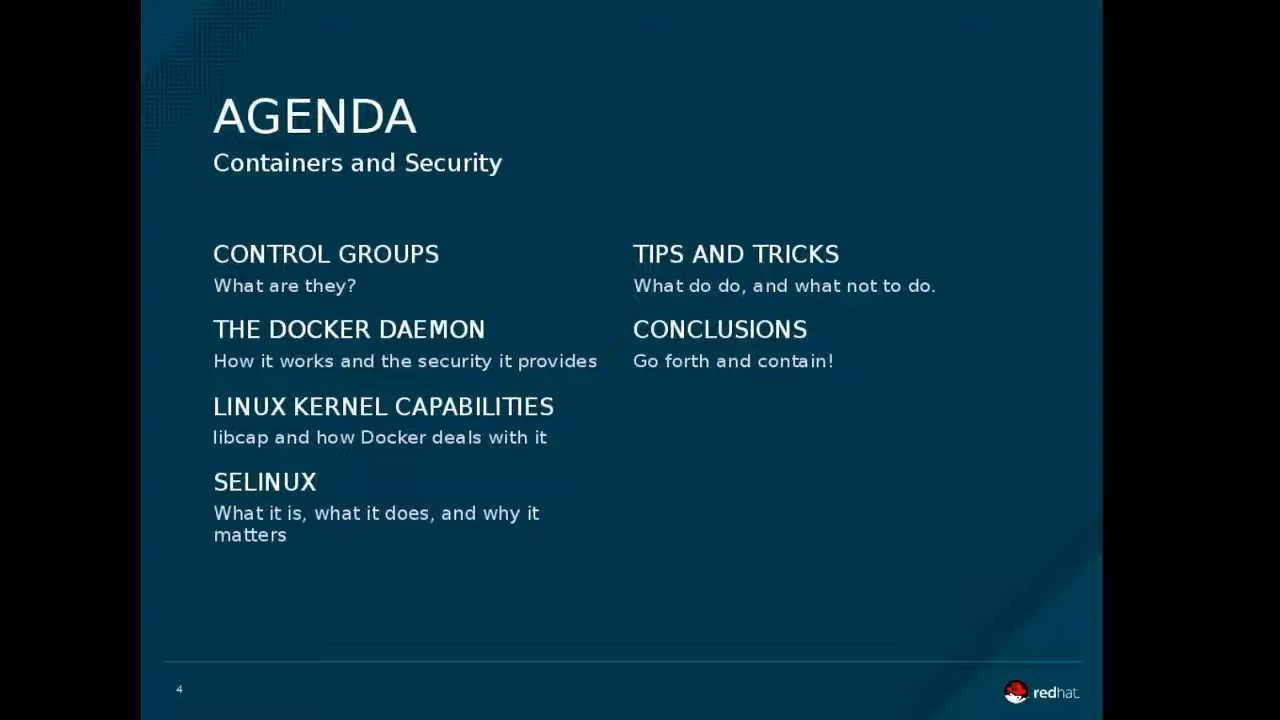 AGENDA
Containers and Security
CONTROL GROUPS
What are they?
THE DOCKER DAEMON
How it works and the security it provides
LINUX KERNEL CAPABILITIES
libcap and how Docker deals with it
SELINUX
What it is, what it does, and why it
matters
TIPS AND TRICKS
What do do, and what not to do.
CONCLUSIONS
Go forth and contain!
4
redhat.